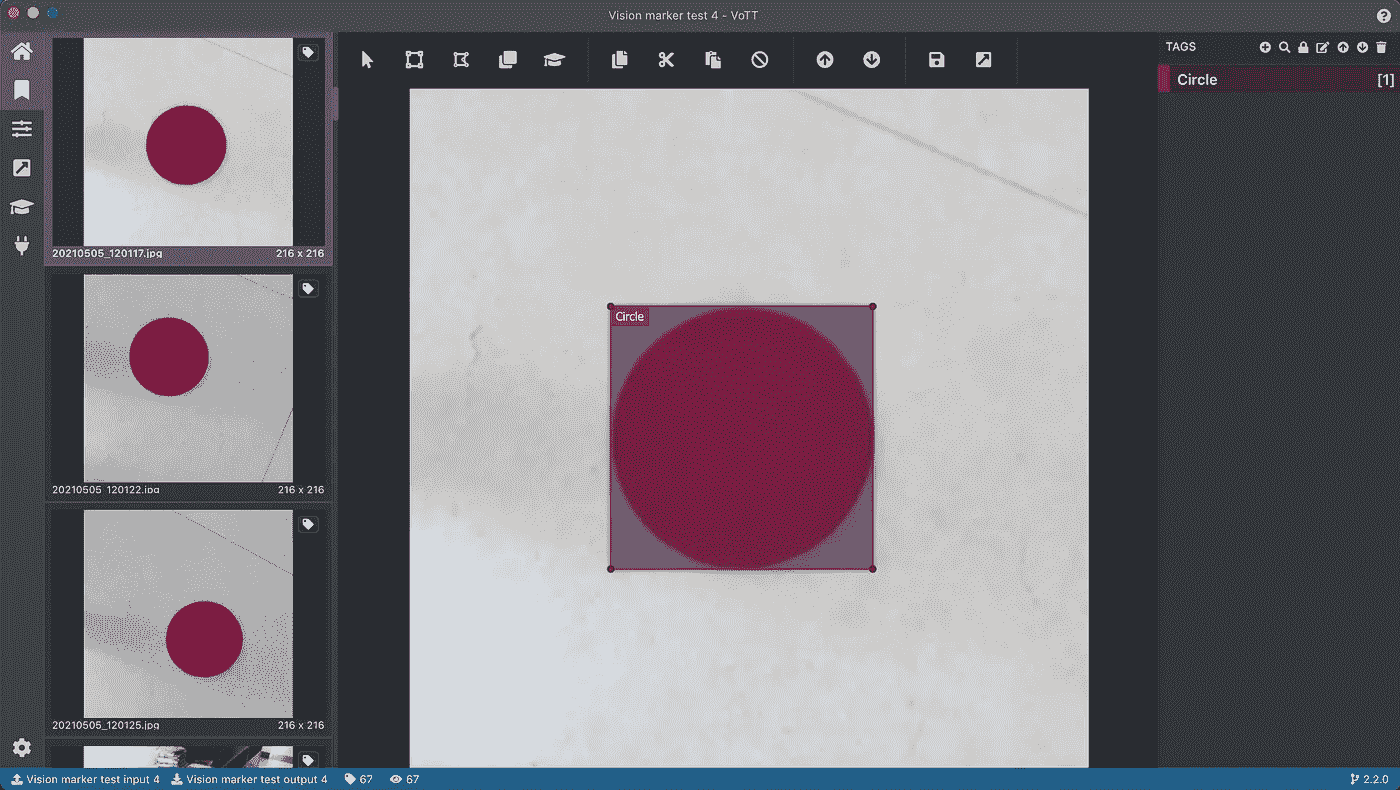 Vision marker test 4 - VoTT
TAGS
Circle [1]
20210505_120117.jpg 216 x 216
Circle
20210505_120122.jpg 216 x 216
20210505_120125.jpg 216 x 216
Vision marker test input 4 Vision marker test output 4 67 67 2.2.0